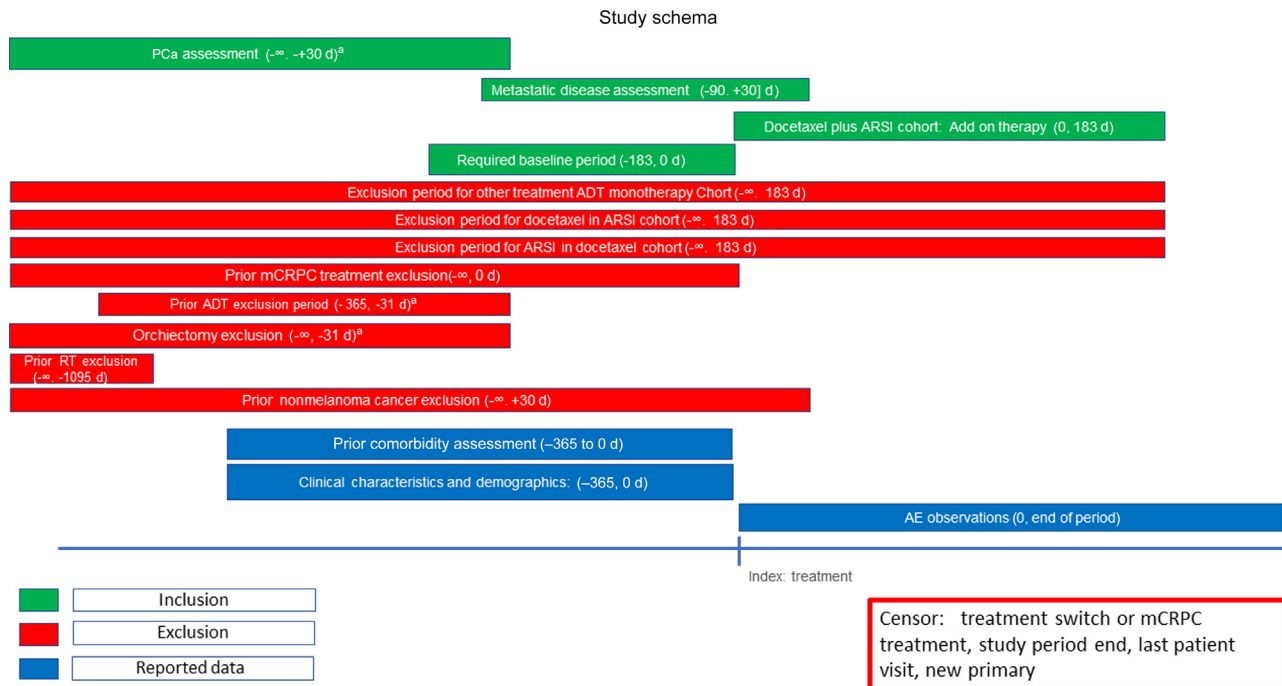 Study schema
PCa assessment (-∞. -+30 d)ª
Metastatic disease assessment (-90. +30] d)
Docetaxel plus ARSI cohort: Add on therapy (0, 183 d)
Required baseline period (-183, 0 d)
Exclusion period for other treatment ADT monotherapy Chort (-∞. 183 d)
Exclusion period for docetaxel in ARSI cohort (-∞. 183 d)
Exclusion period for ARSI in docetaxel cohort (-∞. 183 d)
Prior mCRPC treatment exclusion(-∞, 0 d)
Prior ADT exclusion period (- 365, -31 d)ª
Orchiectomy exclusion (-∞, -31 d)ª
Prior RT exclusion
(-∞. -1095 d)
Prior nonmelanoma cancer exclusion (-∞. +30 d)
Prior comorbidity assessment (–365 to 0 d)
Clinical characteristics and demographics: (–365, 0 d)
AE observations (0, end of period)
Index: treatment
Inclusion
Exclusion
Reported data
Censor: treatment switch or mCRPC
treatment, study period end, last patient
visit, new primary